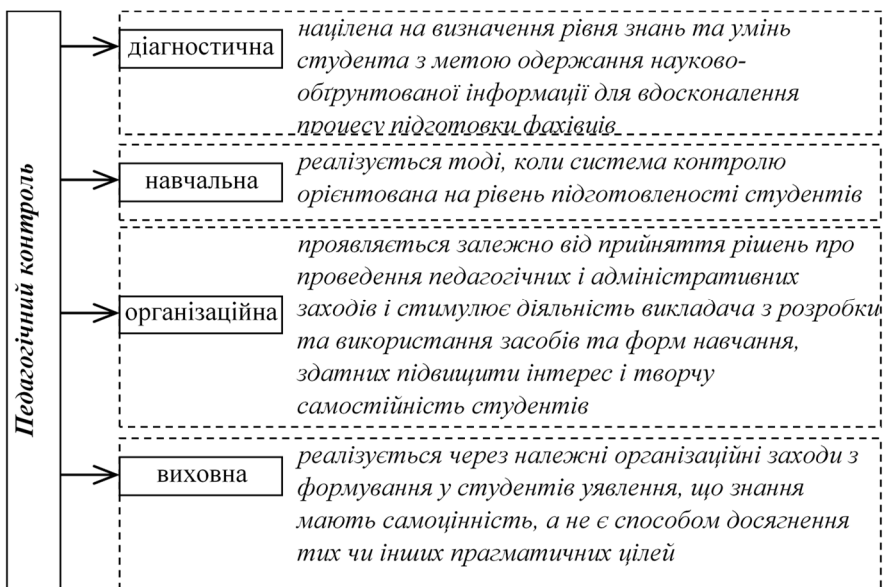 Педагогічний контроль
діагностична
націлена на визначення рівня знань та умінь
студента з метою одержання науково-
обґрунтованої інформації для вдосконалення
процесу підготовки фахівців
навчальна
реалізується тоді, коли система контролю
орієнтована на рівень підготовленості студентів
організаційна
проявляється залежно від прийняття рішень про
проведення педагогічних і адміністративних
заходів і стимулює діяльність викладача з розробки
та використання засобів та форм навчання,
здатних підвищити інтерес і творчу
самостійність студентів
виховна
реалізується через належні організаційні заходи з
формування у студентів уявлення, що знання
мають самоцінність, а не є способом досягнення
тих чи інших прагматичних цілей